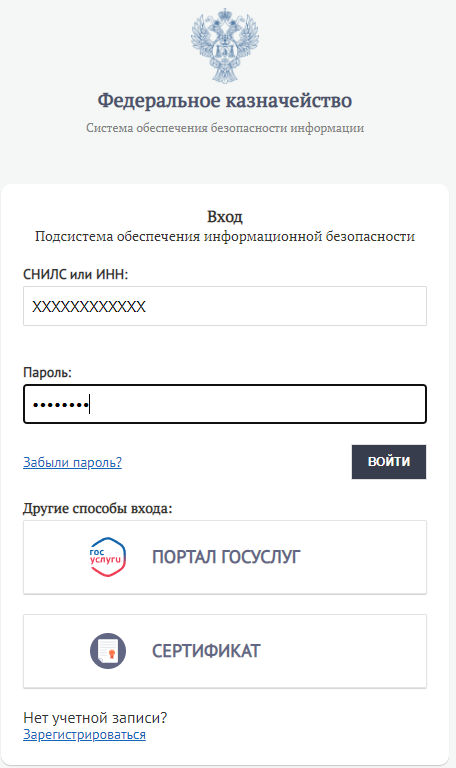 Федеральное казначейство
Система обеспечения безопасности информации
Вход
Подсистема обеспечения информационной безопасности
СНИЛС или ИНН:
XXXXXXXXXXXX
Пароль:
••••••••
Забыли пароль?
ВОЙТИ
Другие способы входа:
гос
услуги
ПОРТАЛ ГОСУСЛУГ
СЕРТИФИКАТ
Нет учетной записи?
Зарегистрироваться